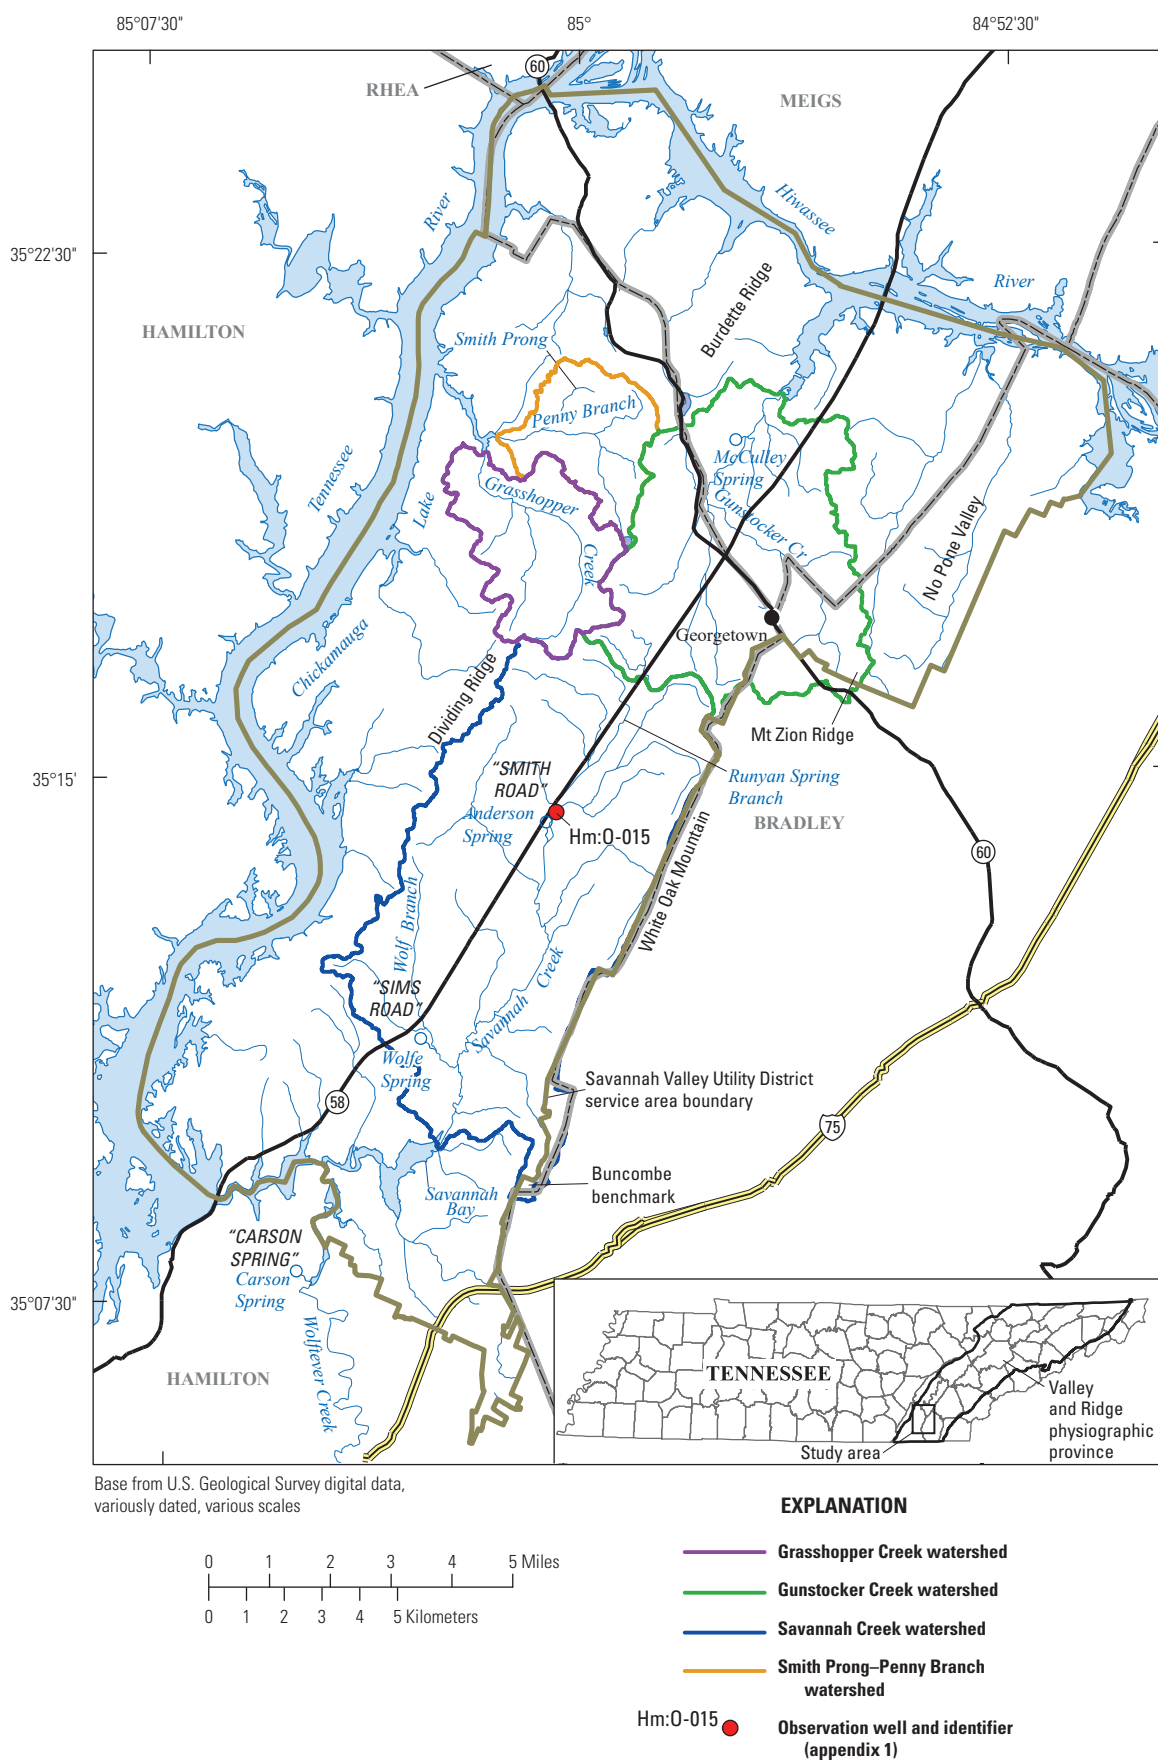 85°07'30"
85°
84°52'30"
60
RHEA
MEIGS
River
Hiwassee
35°22'30"
River
HAMILTON
Burdette Ridge
Smith Prong
Penny Branch
McCulley
Spring
Tennessee
Lake
Grasshopper
Creek
Gunstocker Cr
No Pone Valley
Georgetown
Chickamauga
Dividing Ridge
Mt Zion Ridge
35°15'
"SMITH
ROAD"
Runyan Spring
Branch
Anderson
Spring
Hm:O-015
BRADLEY
White Oak Mountain
60
Wolf Branch
Savannah Creek
"SIMS
ROAD"
Wolfe
Spring
58
Savannah Valley Utility District
service area boundary
75
Buncombe
benchmark
Savannah
Bay
"CARSON
SPRING"
Carson
Spring
35°07'30"
Wolftever Creek
HAMILTON
TENNESSEE
Valley
and Ridge
physiographic
province
Study area
Base from U.S. Geological Survey digital data,
variously dated, various scales
0 1 2 3 4 5 Miles
0 1 2 3 4 5 Kilometers
EXPLANATION
Grasshopper Creek watershed
Gunstocker Creek watershed
Savannah Creek watershed
Smith Prong–Penny Branch
watershed
Hm:O-015
Observation well and identifier
(appendix 1)